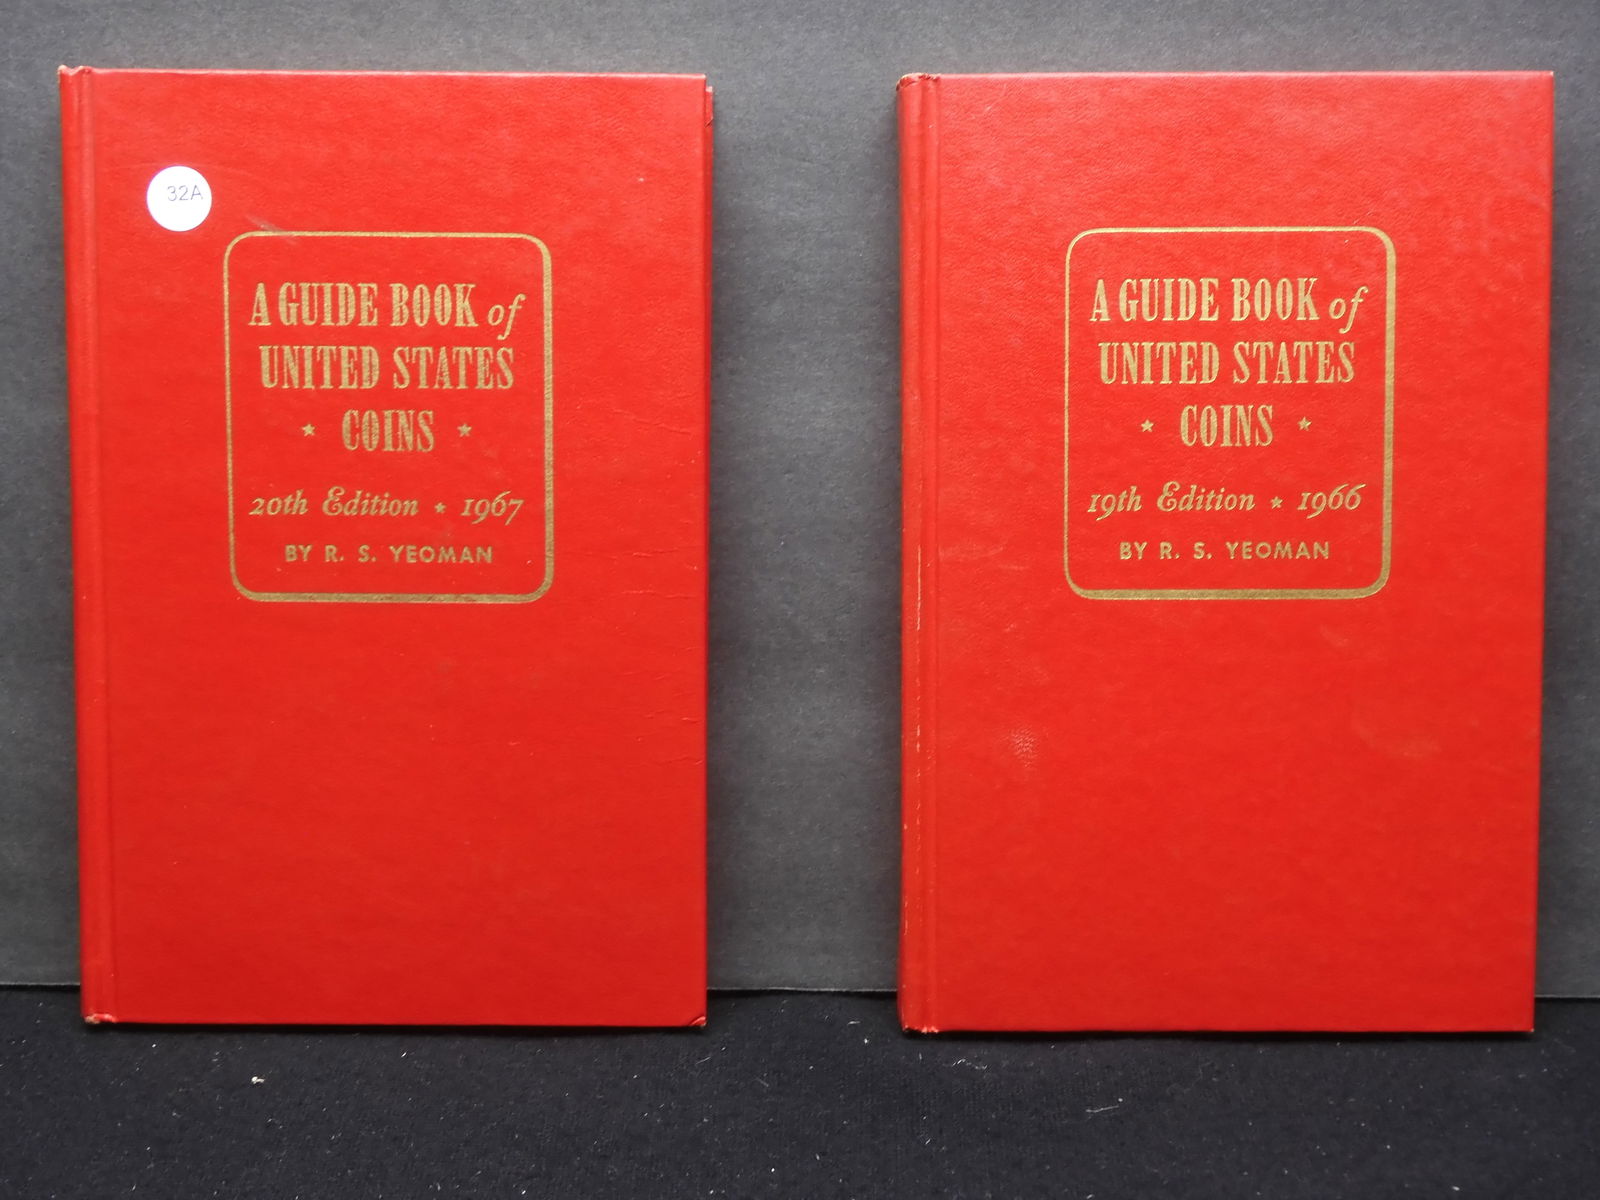 32A
A GUIDE BOOK of
UNITED STATES
★ COINS ★
20th Edition ★ 1967
BY R. S. YEOMAN
A GUIDE BOOK of
UNITED STATES
★ COINS ★
19th Edition ★ 1966
BY R. S. YEOMAN